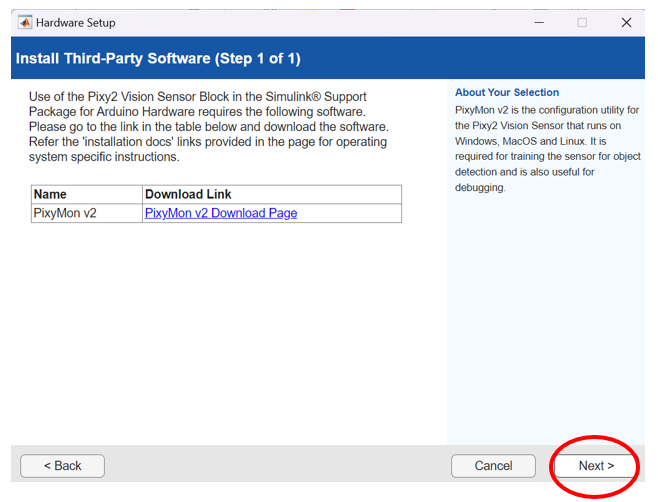 Hardware Setup
Install Third-Party Software (Step 1 of 1)
Use of the Pixy2 Vision Sensor Block in the Simulink® Support
Package for Arduino Hardware requires the following software.
Please go to the link in the table below and download the software.
Refer the 'installation docs' links provided in the page for operating
system specific instructions.
Name Download Link
PixyMon v2 PixyMon v2 Download Page
About Your Selection
PixyMon v2 is the configuration utility for
the Pixy2 Vision Sensor that runs on
Windows, MacOS and Linux. It is
required for training the sensor for object
detection and is also useful for
debugging.
< Back Cancel Next >